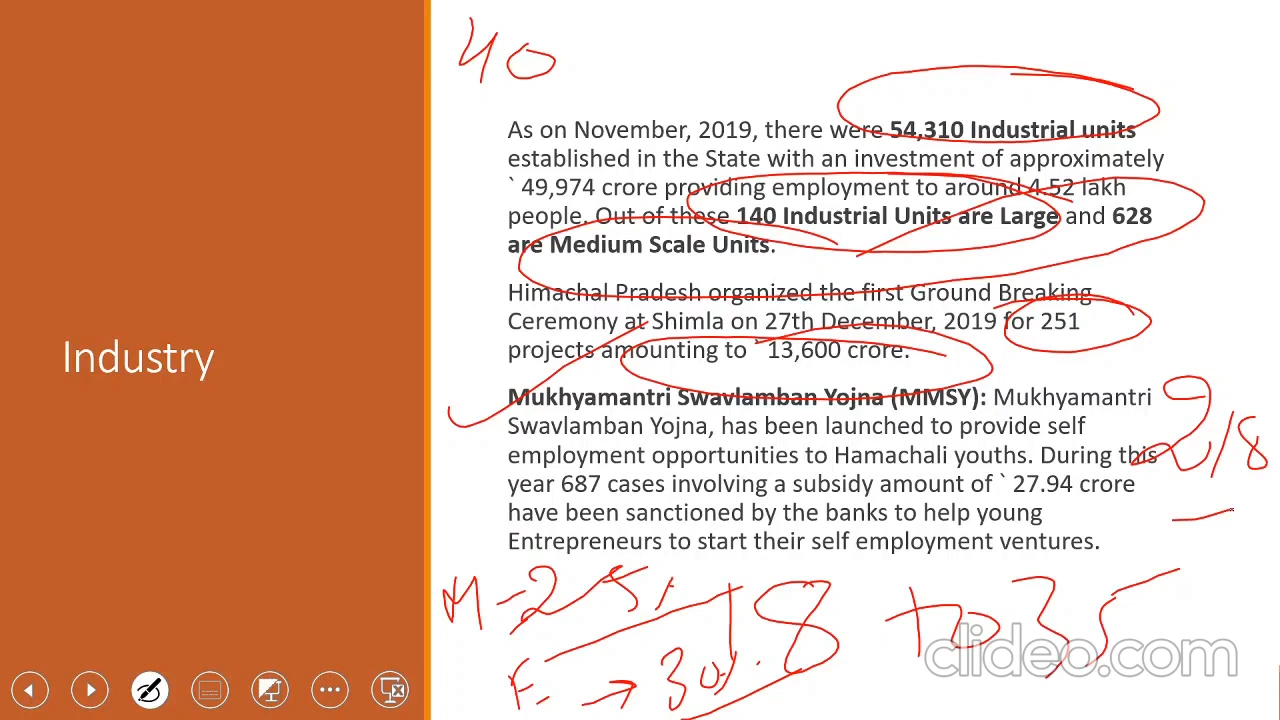 40
As on November, 2019, there were 54,310 Industrial units
established in the State with an investment of approximately
` 49,974 crore providing employment to around 4.52 lakh
people. Out of these 140 Industrial Units are Large and 628
are Medium Scale Units.
Himachal Pradesh organized the first Ground Breaking
Ceremony at Shimla on 27th December, 2019 for 251
projects amounting to ` 13,600 crore.
Industry
Mukhyamantri Swavlamban Yojna (MMSY): Mukhyamantri
Swavlamban Yojna, has been launched to provide self
employment opportunities to Hamachali youths. During this
year 687 cases involving a subsidy amount of ` 27.94 crore
have been sanctioned by the banks to help young
Entrepreneurs to start their self employment ventures.
M - 25%
18 to 35
F → 30%
clideo.com